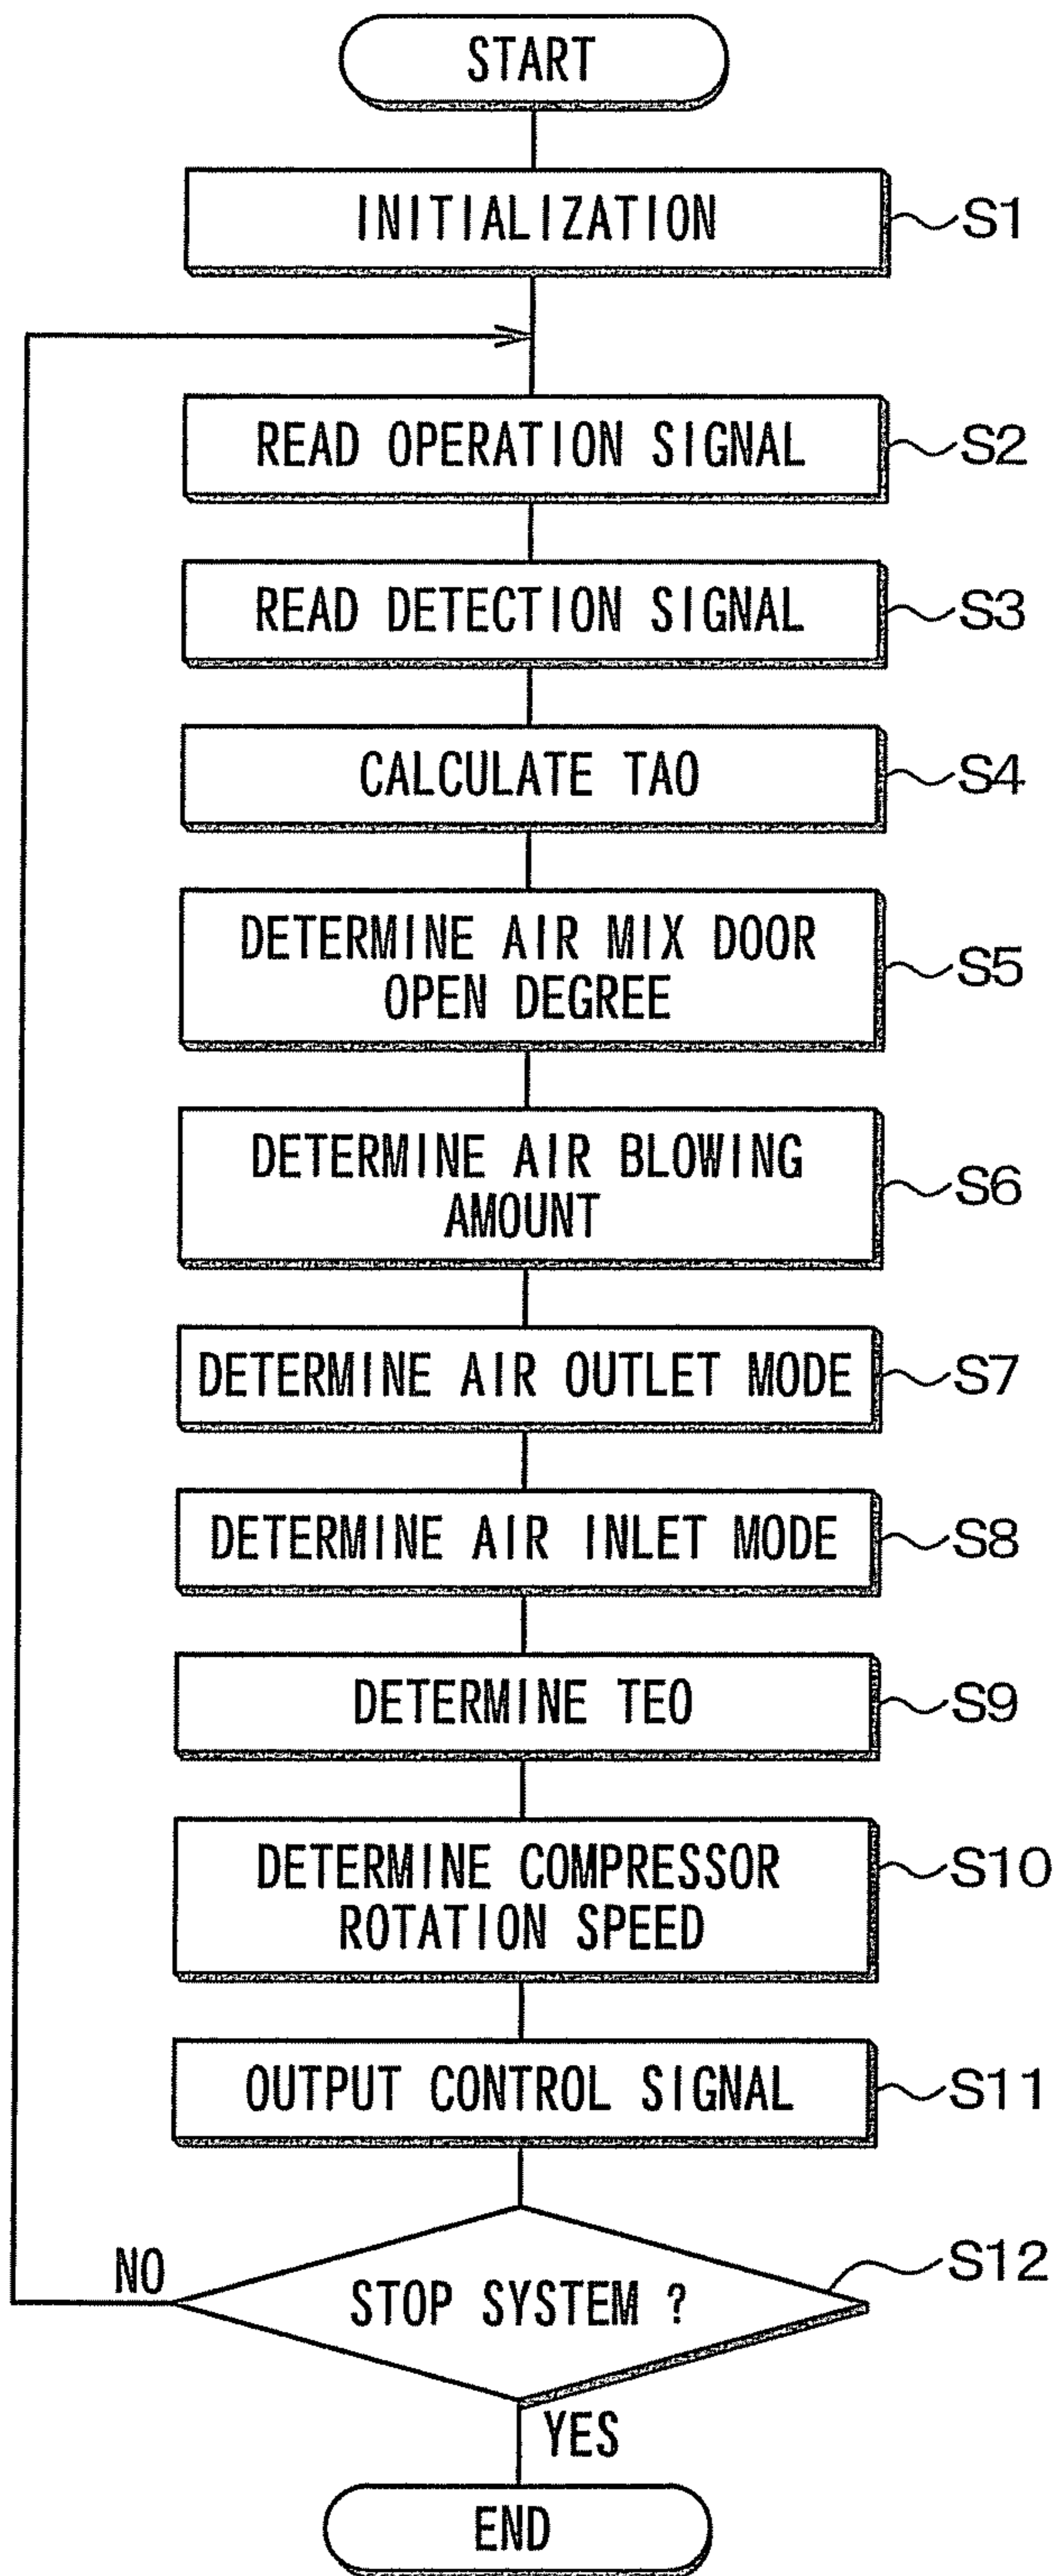 START
INITIALIZATION
S1
READ OPERATION SIGNAL
S2
READ DETECTION SIGNAL
S3
CALCULATE TAO
S4
DETERMINE AIR MIX DOOR
OPEN DEGREE
S5
DETERMINE AIR BLOWING
AMOUNT
S6
DETERMINE AIR OUTLET MODE
S7
DETERMINE AIR INLET MODE
S8
DETERMINE TEO
S9
DETERMINE COMPRESSOR
ROTATION SPEED
S10
OUTPUT CONTROL SIGNAL
S11
STOP SYSTEM ?
S12
NO
YES
END